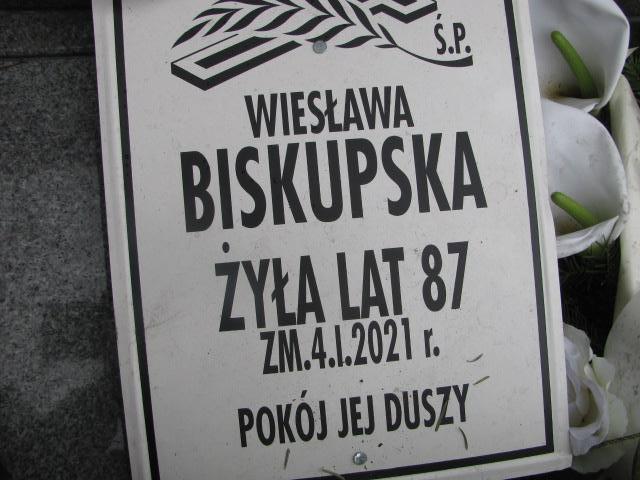 Ś.P.
WIESŁAWA
BISKUPSKA
ŻYŁA LAT 87
ZM.4.I.2021 r.
POKÓJ JEJ DUSZY